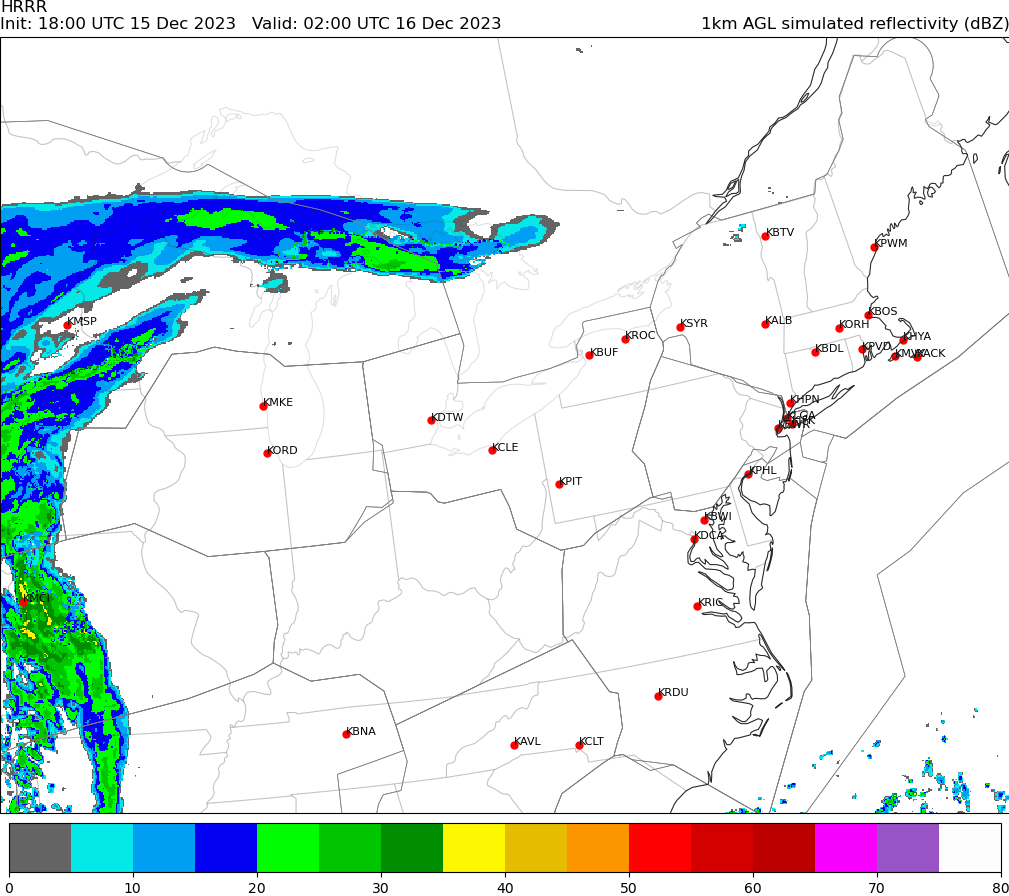 HRRR
Init: 18:00 UTC 15 Dec 2023 Valid: 02:00 UTC 16 Dec 2023 1km AGL simulated reflectivity (dBZ)
KBTV
KPWM
KBOS
KMSP
KSYR KALB KORH
KROC KHYA
KBUF KBDL KPVD KACK
KMKE KHPN
KDTW KLGA
KORD KCLE
KPHL
KPIT
KBWI
KDCA
KMCI KRIC
KRDU
KBNA
KAVL KCLT
0 10 20 30 40 50 60 70 80